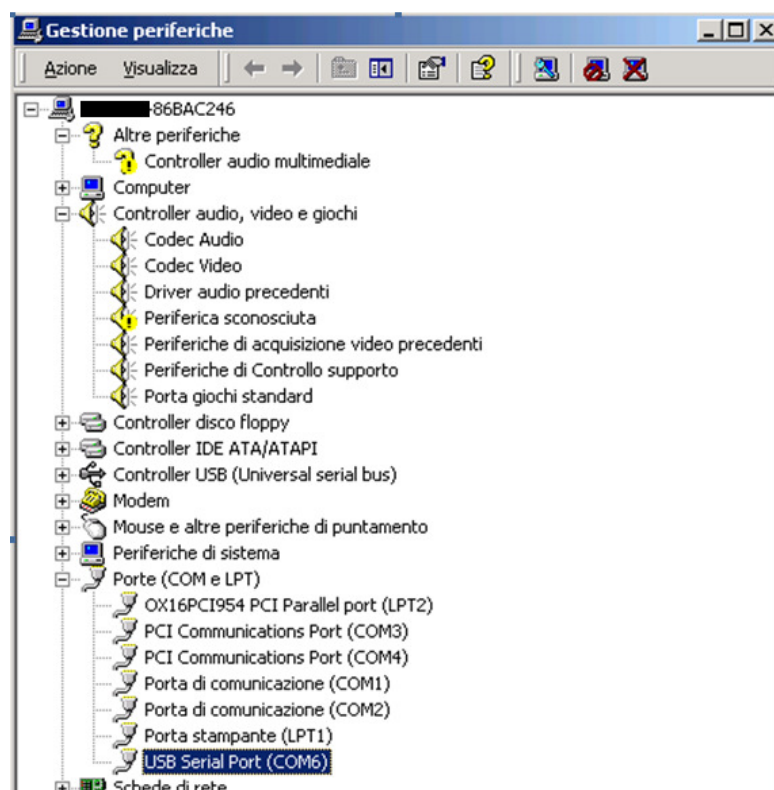 Gestione periferiche
Azione Visualizza
-86BAC246
Altre periferiche
Controller audio multimediale
Computer
Controller audio, video e giochi
Codec Audio
Codec Video
Driver audio precedenti
Periferica sconosciuta
Periferiche di acquisizione video precedenti
Periferiche di Controllo supporto
Porta giochi standard
Controller disco floppy
Controller IDE ATA/ATAPI
Controller USB (Universal serial bus)
Modem
Mouse e altre periferiche di puntamento
Periferiche di sistema
Porte (COM e LPT)
OX16PCI954 PCI Parallel port (LPT2)
PCI Communications Port (COM3)
PCI Communications Port (COM4)
Porta di comunicazione (COM1)
Porta di comunicazione (COM2)
Porta stampante (LPT1)
USB Serial Port (COM6)
Schede di rete